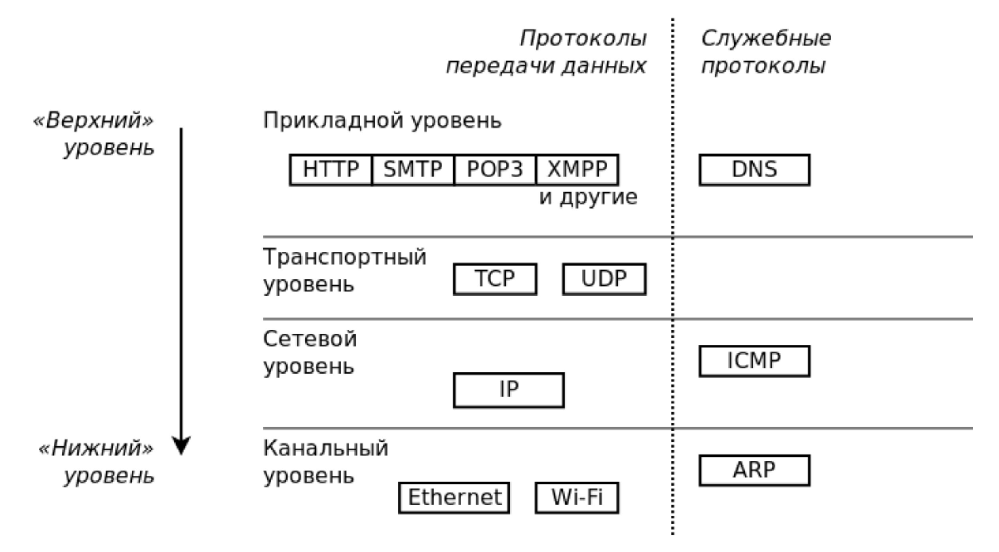 Протоколы
передачи данных
Служебные
протоколы
«Верхний»
уровень
Прикладной уровень
HTTP SMTP POP3 XMPP
и другие
DNS
Транспортный
уровень
TCP UDP
Сетевой
уровень
IP
ICMP
«Нижний»
уровень
Канальный
уровень
Ethernet Wi-Fi
ARP